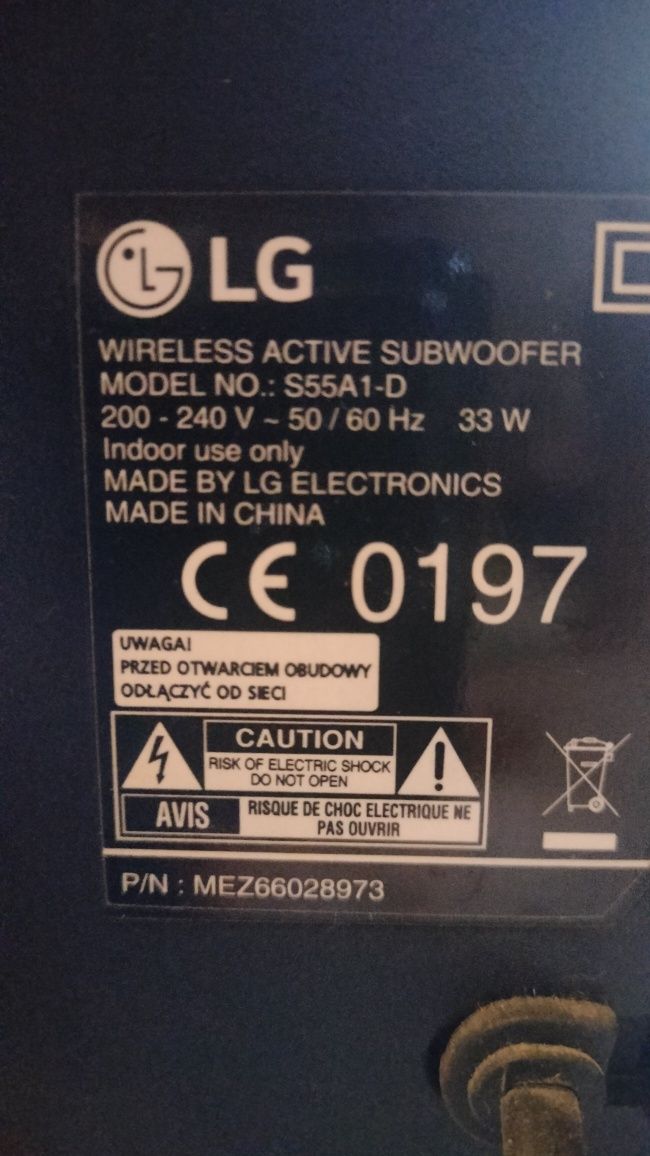 LG
WIRELESS ACTIVE SUBWOOFER
MODEL NO.: S55A1-D
200 - 240 V ~ 50 / 60 Hz 33 W
Indoor use only
MADE BY LG ELECTRONICS
MADE IN CHINA
CE 0197
UWAGA!
PRZED OTWARCIEM OBUDOWY
ODŁĄCZYĆ OD SIECI
CAUTION
RISK OF ELECTRIC SHOCK
DO NOT OPEN
AVIS
RISQUE DE CHOC ELECTRIQUE NE
PAS OUVRIR
P/N : MEZ66028973